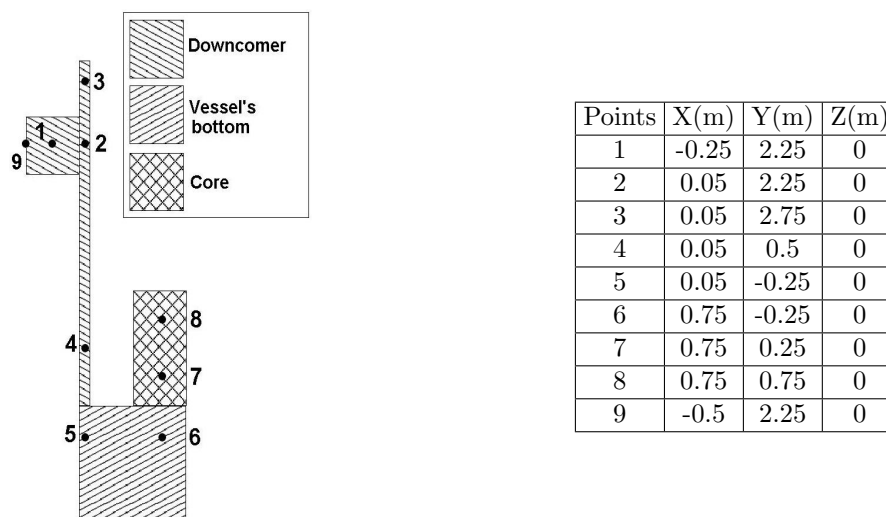 Downcomer
Vessel's
bottom
Core
3
1
2
9
8
4
7
5
6
Points X(m) Y(m) Z(m)
1 -0.25 2.25 0
2 0.05 2.25 0
3 0.05 2.75 0
4 0.05 0.5 0
5 0.05 -0.25 0
6 0.75 -0.25 0
7 0.75 0.25 0
8 0.75 0.75 0
9 -0.5 2.25 0